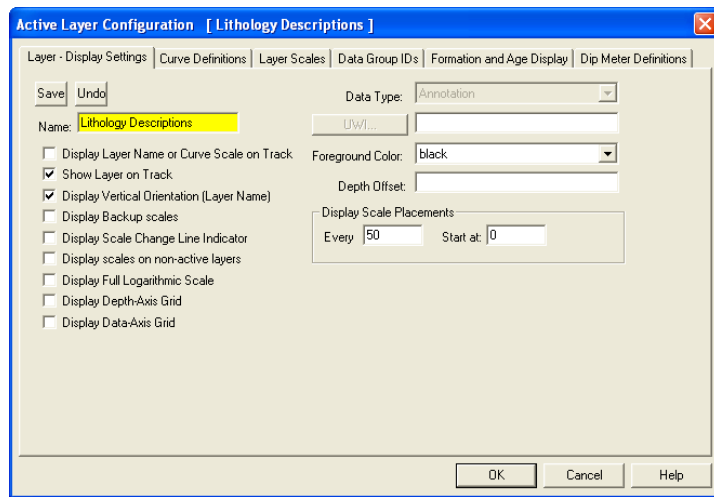 Active Layer Configuration [ Lithology Descriptions ]
Layer - Display Settings Curve Definitions Layer Scales Data Group IDs Formation and Age Display Dip Meter Definitions
Save Undo
Data Type: Annotation
Name: Lithology Descriptions
UWI...
Display Layer Name or Curve Scale on Track
Foreground Color: black
Show Layer on Track
Depth Offset:
Display Vertical Orientation (Layer Name)
Display Backup scales
Display Scale Placements
Display Scale Change Line Indicator
Every 50 Start at: 0
Display scales on non-active layers
Display Full Logarithmic Scale
Display Depth-Axis Grid
Display Data-Axis Grid
OK Cancel Help